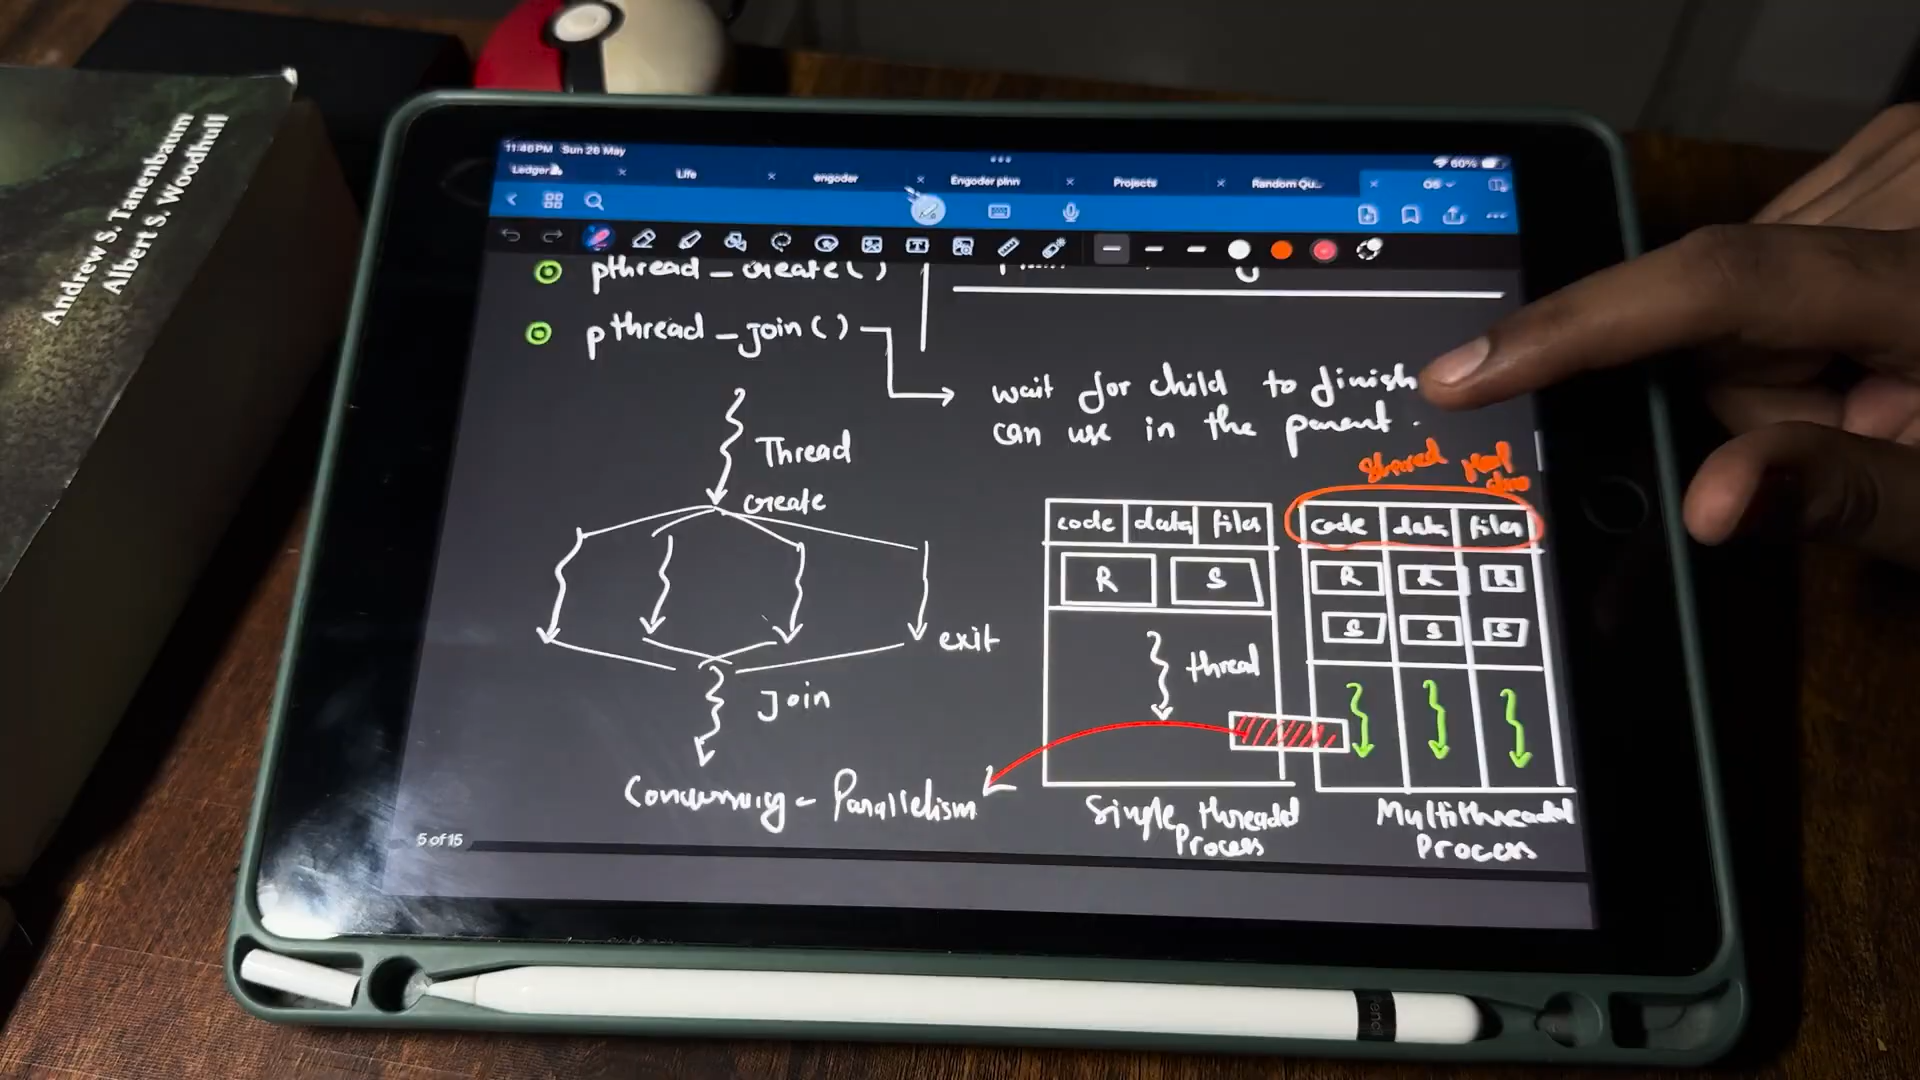 Andrew S. Tanenbaum
Albert S. Woodhull
11:46 PM Sun 26 May
60%
Ledger
Life
engoder
Engoder plnn
Projects
Random Qu...
OS
pthread_create()
pthread_join()
wait for child to finish
can use in the parent.
Thread
create
exit
Join
Concurrency - Parallelism
shared
code data files
R S
thread
Single threaded
Process
code data files
R R R
S S S
Multithreaded
Process
5 of 15